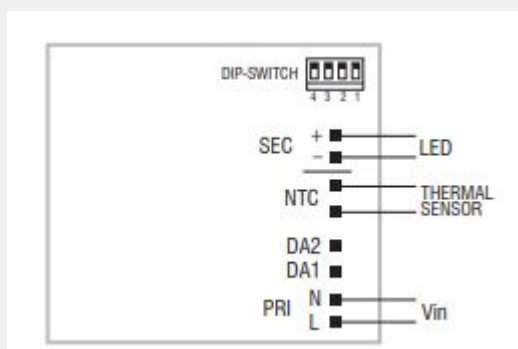 DIP-SWITCH
4 3 2 1
SEC + LED
−
NTC THERMAL
SENSOR
DA2
DA1
PRI N Vin
L